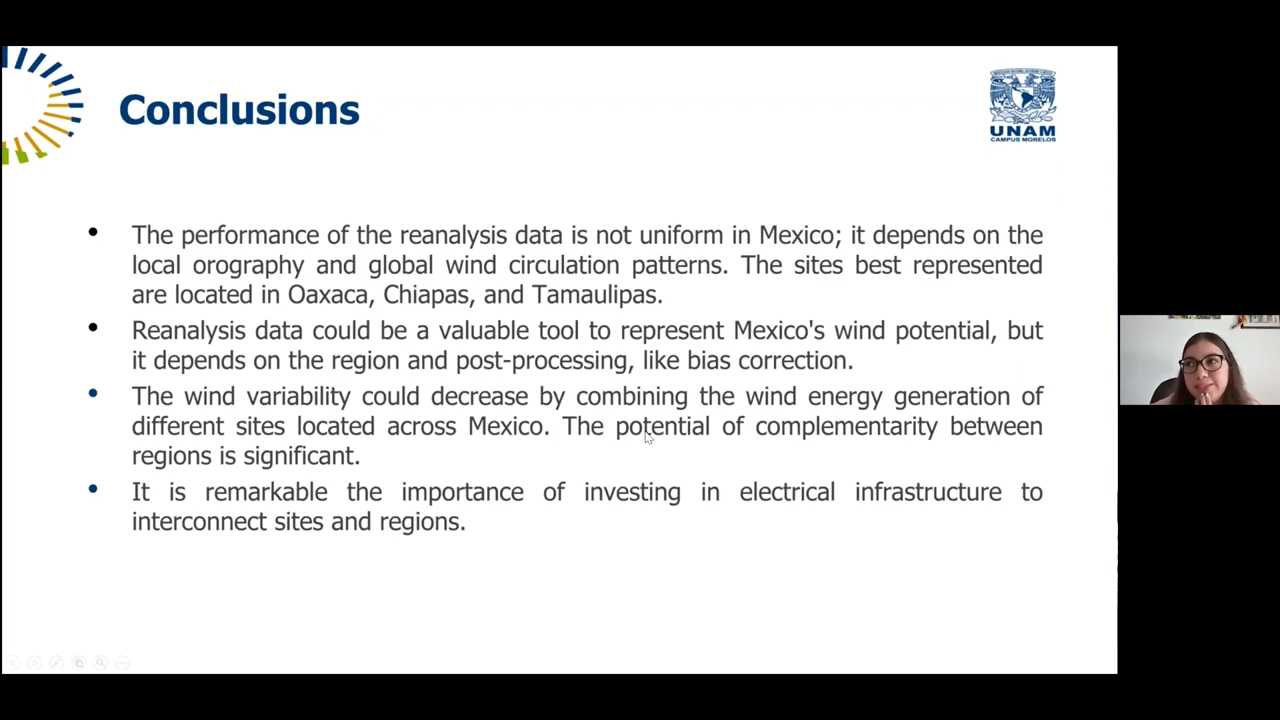 Conclusions
UNAM
CAMPUS MORELOS
• The performance of the reanalysis data is not uniform in Mexico; it depends on the
local orography and global wind circulation patterns. The sites best represented
are located in Oaxaca, Chiapas, and Tamaulipas.
• Reanalysis data could be a valuable tool to represent Mexico's wind potential, but
it depends on the region and post-processing, like bias correction.
• The wind variability could decrease by combining the wind energy generation of
different sites located across Mexico. The potential of complementarity between
regions is significant.
• It is remarkable the importance of investing in electrical infrastructure to
interconnect sites and regions.